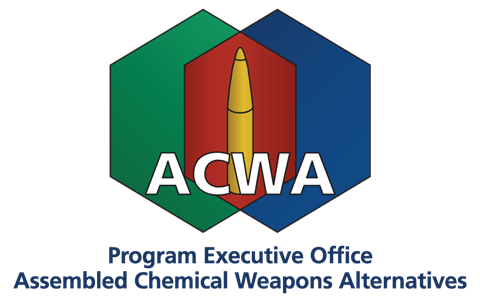 ACWA
Program Executive Office
Assembled Chemical Weapons Alternatives